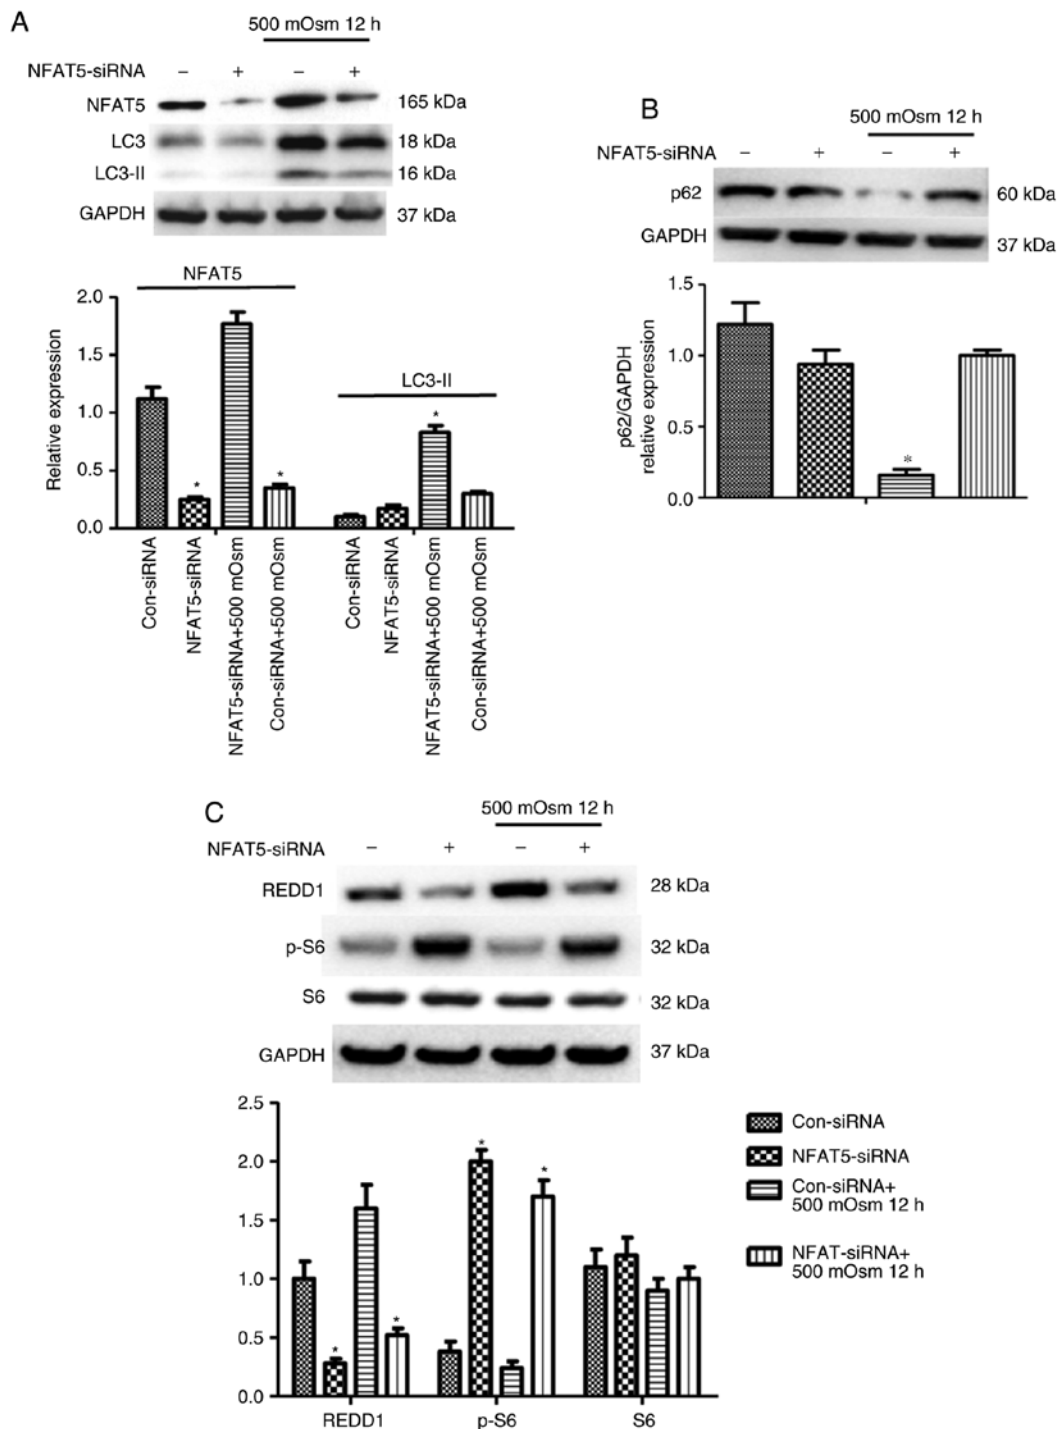 A
500 mOsm 12 h
NFAT5-siRNA – + – +
NFAT5 165 kDa
LC3 18 kDa
LC3-II 16 kDa
GAPDH 37 kDa
NFAT5
LC3-II
Relative expression
2.0
1.5
1.0
0.5
0.0
* * *
Con-siRNA
NFAT5-siRNA
NFAT5-siRNA+500 mOsm
Con-siRNA+500 mOsm
Con-siRNA
NFAT5-siRNA
NFAT5-siRNA+500 mOsm
Con-siRNA+500 mOsm
B
500 mOsm 12 h
NFAT5-siRNA – + – +
p62 60 kDa
GAPDH 37 kDa
p62/GAPDH
relative expression
1.5
1.0
0.5
0.0
*
C
500 mOsm 12 h
NFAT5-siRNA – + – +
REDD1 28 kDa
p-S6 32 kDa
S6 32 kDa
GAPDH 37 kDa
2.5
2.0
1.5
1.0
0.5
0.0
* * * *
REDD1 p-S6 S6
Con-siRNA
NFAT5-siRNA
Con-siRNA+
500 mOsm 12 h
NFAT-siRNA+
500 mOsm 12 h